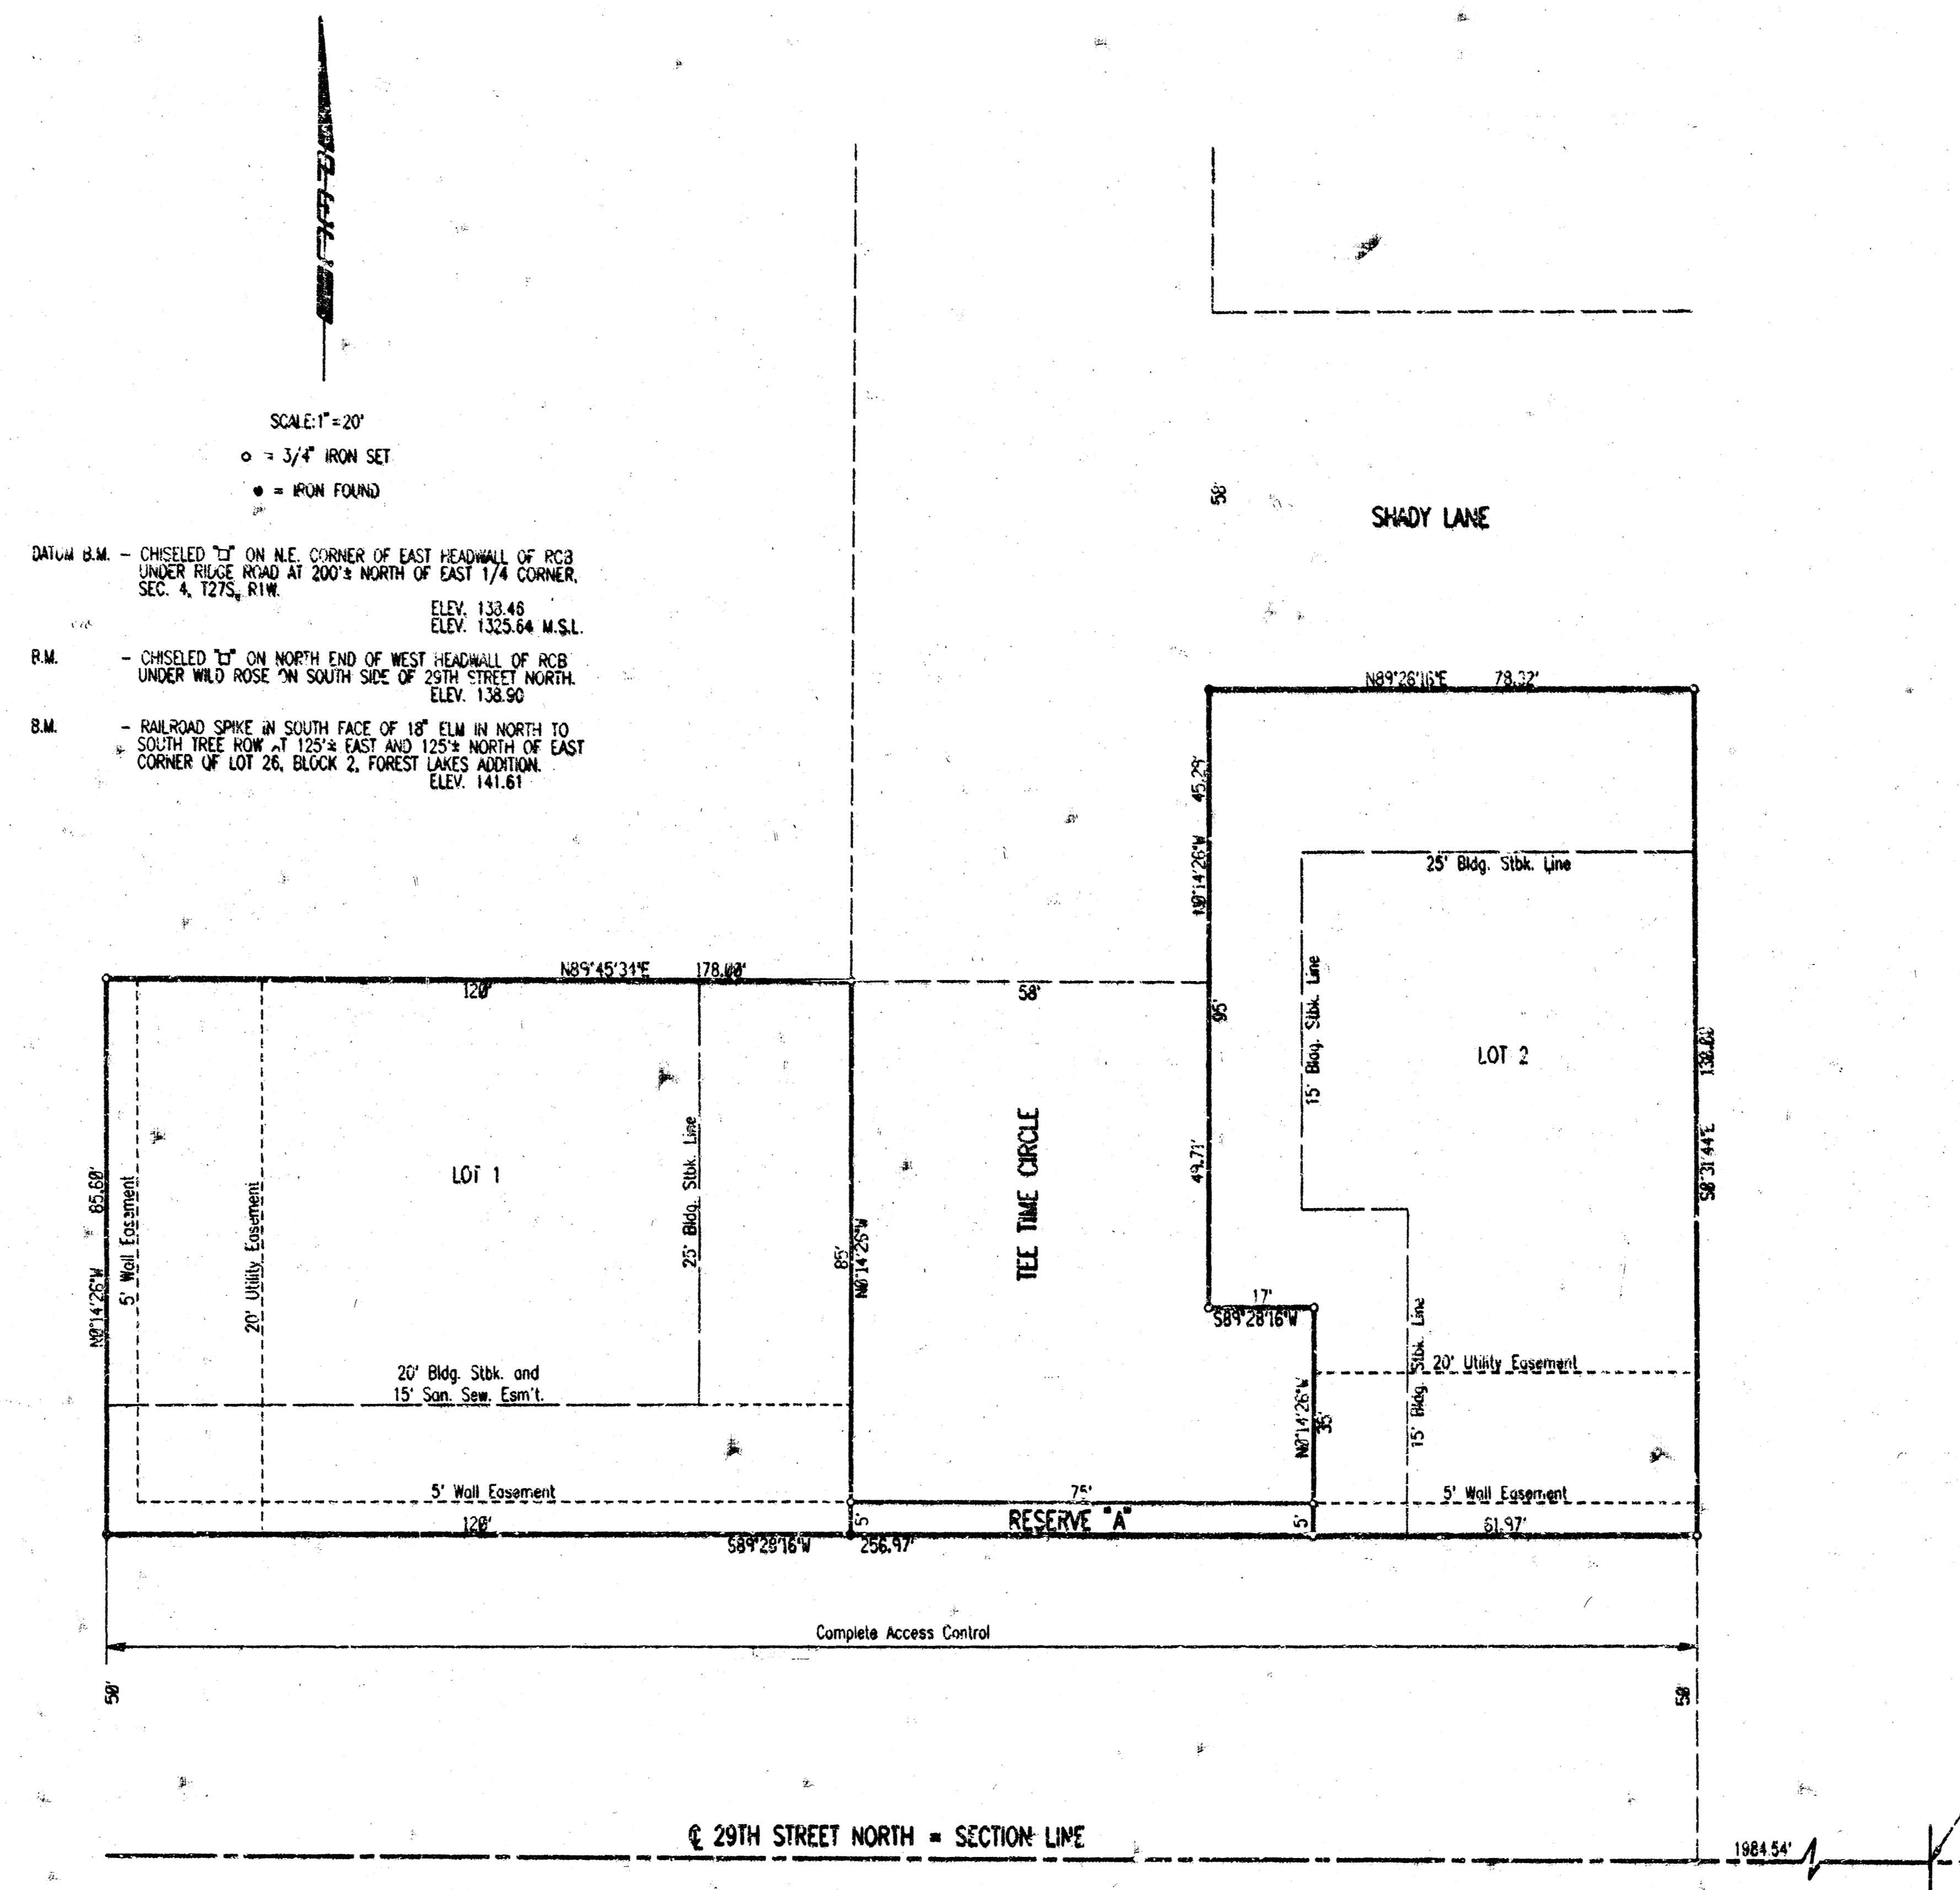 SCALE: 1" = 20'
o = 3/4" IRON SET
● = IRON FOUND
DATUM B.M. - CHISELED "□" ON N.E. CORNER OF EAST HEADWALL OF RCB
UNDER RIDGE ROAD AT 200'± NORTH OF EAST 1/4 CORNER,
SEC. 4, T27S, R1W.
ELEV. 133.46
ELEV. 1325.64 M.S.L.
B.M. - CHISELED "□" ON NORTH END OF WEST HEADWALL OF RCB
UNDER WILD ROSE ON SOUTH SIDE OF 29TH STREET NORTH.
ELEV. 138.90
B.M. - RAILROAD SPIKE IN SOUTH FACE OF 18" ELM IN NORTH TO
SOUTH TREE ROW AT 125'± EAST AND 125'± NORTH OF EAST
CORNER OF LOT 26, BLOCK 2, FOREST LAKES ADDITION.
ELEV. 141.61
58'
SHADY LANE
N89°26'16"E 78.32'
45.29'
N0°14'26"W
25' Bldg. Stbk. Line
N89°45'34"E 178.00'
120'
58'
95'
15' Bldg. Stbk. Line
LOT 2
130.00'
S0°31'44"E
49.71'
TEE TIME CIRCLE
LOT 1
25' Bldg. Stbk. Line
N0°14'26"W 85.60'
5' Wall Easement
20' Utility Easement
85'
N0°14'26"W
17'
S89°28'16"W
20' Utility Easement
15' Bldg. Stbk. Line
N0°14'26"W
35'
20' Bldg. Stbk. and
15' San. Sew. Esm't.
5' Wall Easement
75'
5' Wall Easement
120'
5'
RESERVE "A"
5'
61.97'
S89°28'16"W 256.97'
Complete Access Control
50'
50'
℄ 29TH STREET NORTH = SECTION LINE
1984.54'